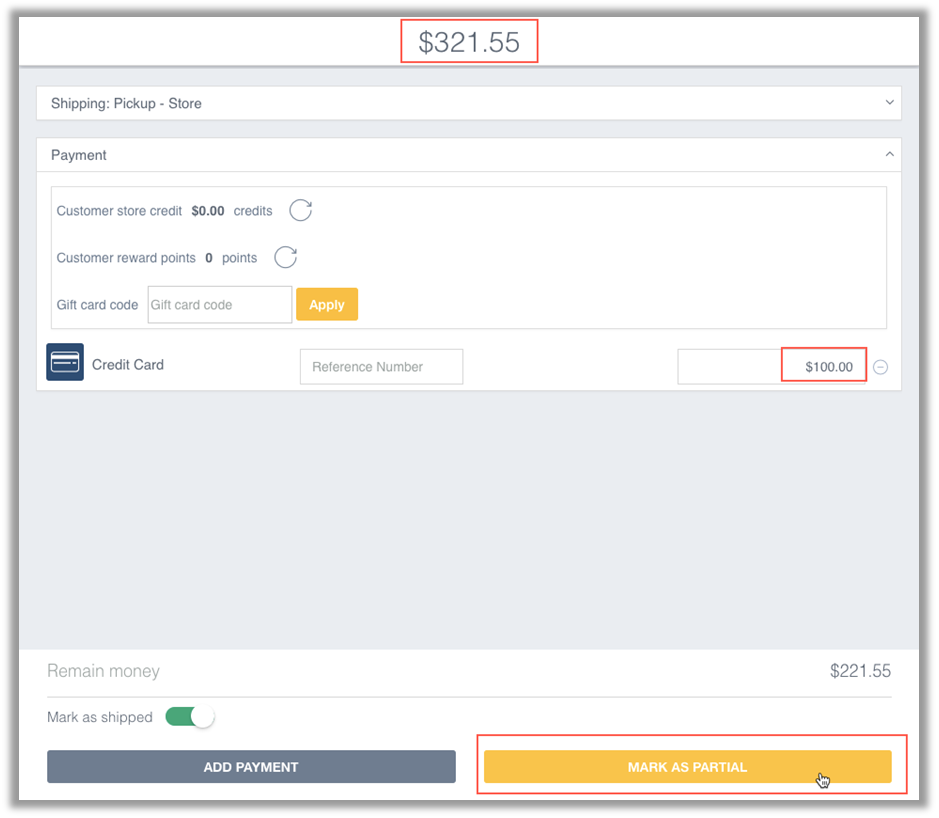 $321.55
Shipping: Pickup - Store
Payment
Customer store credit $0.00 credits
Customer reward points 0 points
Gift card code Gift card code Apply
Credit Card Reference Number $100.00
Remain money $221.55
Mark as shipped
ADD PAYMENT MARK AS PARTIAL